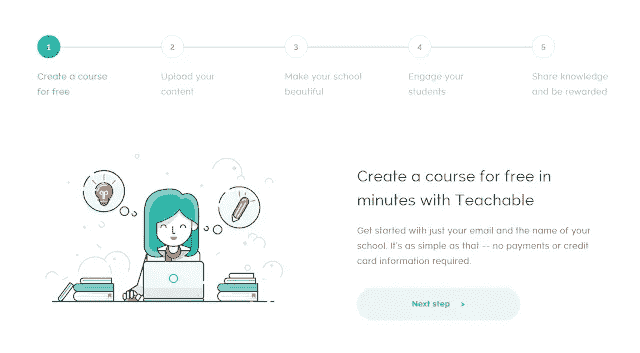 1 2 3 4 5
Create a course Upload your Make your school Engage your Share knowledge
for free content beautiful students and be rewarded
Create a course for free in
minutes with Teachable
Get started with just your email and the name of your
school. It's as simple as that -- no payments or credit
card information required.
Next step >